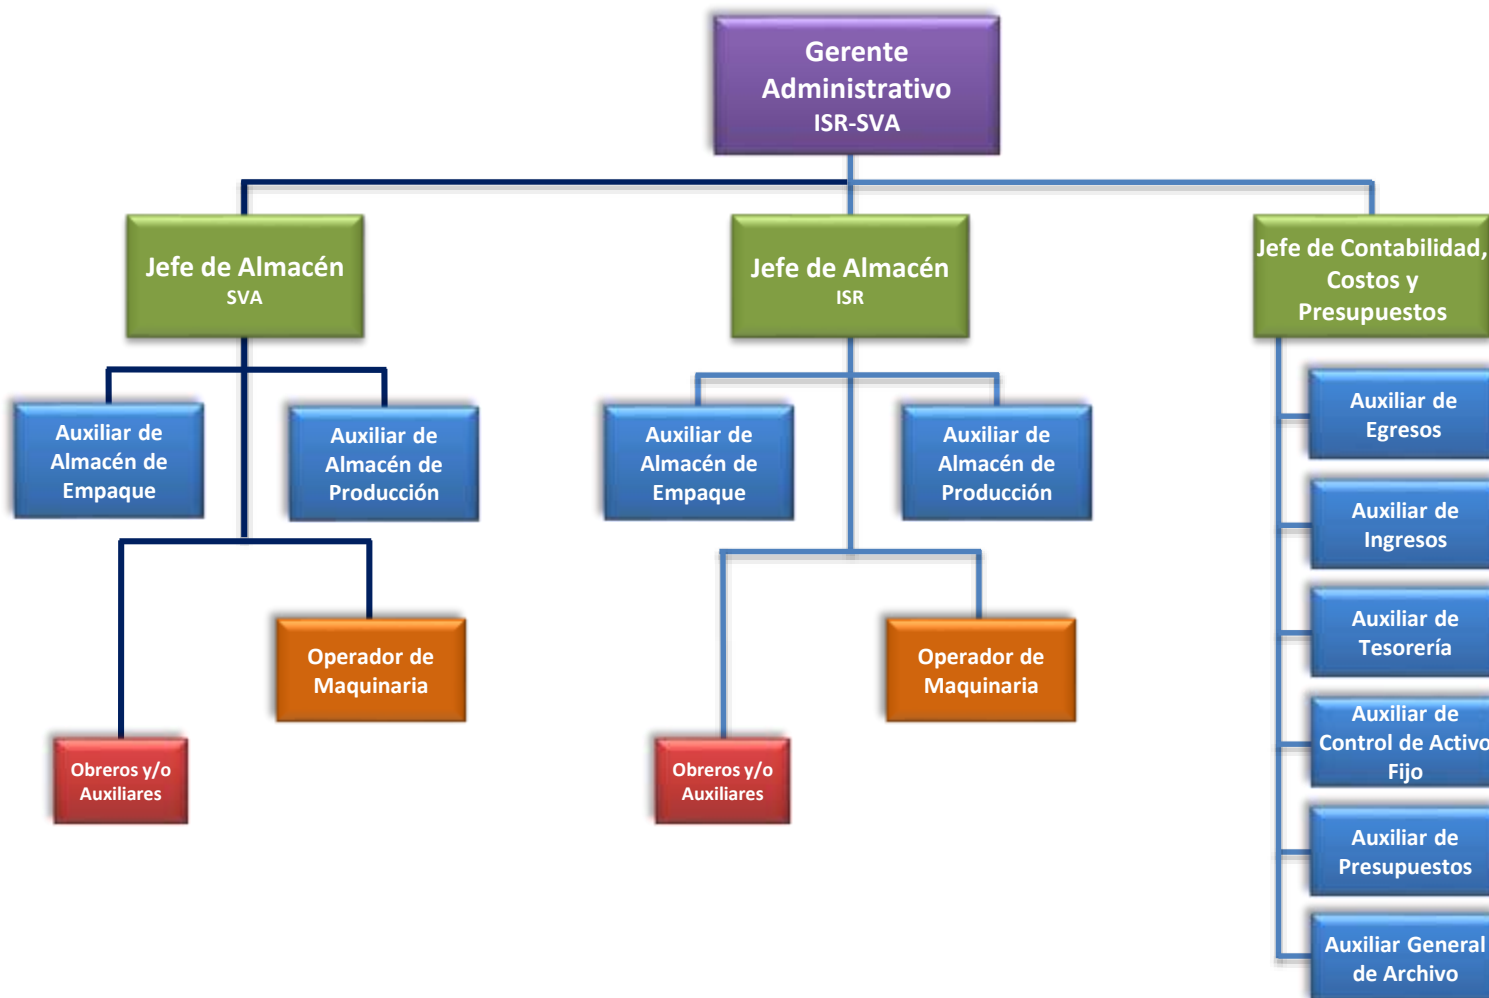 Gerente
Administrativo
ISR-SVA
Jefe de Almacén
SVA
Jefe de Almacén
ISR
Jefe de Contabilidad,
Costos y
Presupuestos
Auxiliar de
Almacén de
Empaque
Auxiliar de
Almacén de
Producción
Auxiliar de
Almacén de
Empaque
Auxiliar de
Almacén de
Producción
Auxiliar de
Egresos
Auxiliar de
Ingresos
Auxiliar de
Tesorería
Auxiliar de
Control de Activo
Fijo
Auxiliar de
Presupuestos
Auxiliar General
de Archivo
Operador de
Maquinaria
Operador de
Maquinaria
Obreros y/o
Auxiliares
Obreros y/o
Auxiliares